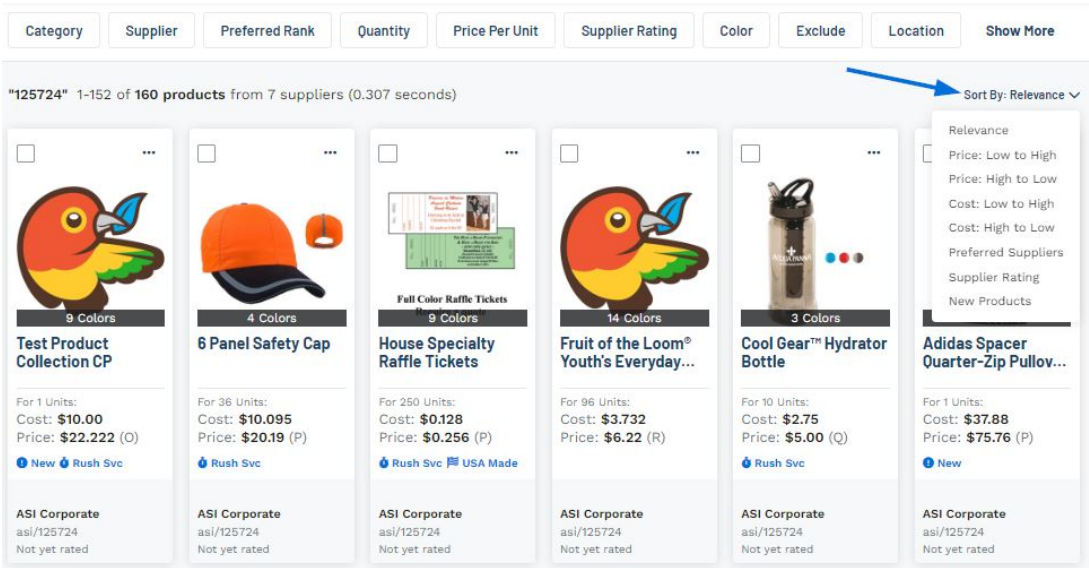 Category Supplier Preferred Rank Quantity Price Per Unit Supplier Rating Color Exclude Location Show More
"125724" 1-152 of 160 products from 7 suppliers (0.307 seconds)
Sort By: Relevance
Relevance
Price: Low to High
Price: High to Low
Cost: Low to High
Cost: High to Low
Preferred Suppliers
Supplier Rating
New Products
9 Colors
Test Product
Collection CP
For 1 Units:
Cost: $10.00
Price: $22.222 (O)
New Rush Svc
ASI Corporate
asi/125724
Not yet rated
4 Colors
6 Panel Safety Cap
For 36 Units:
Cost: $10.095
Price: $20.19 (P)
Rush Svc
ASI Corporate
asi/125724
Not yet rated
Full Color Raffle Tickets
9 Colors
House Specialty
Raffle Tickets
For 250 Units:
Cost: $0.128
Price: $0.256 (P)
Rush Svc USA Made
ASI Corporate
asi/125724
Not yet rated
14 Colors
Fruit of the Loom®
Youth's Everyday...
For 96 Units:
Cost: $3.732
Price: $6.22 (R)
ASI Corporate
asi/125724
Not yet rated
3 Colors
Cool Gear™ Hydrator
Bottle
For 10 Units:
Cost: $2.75
Price: $5.00 (Q)
Rush Svc
ASI Corporate
asi/125724
Not yet rated
Adidas Spacer
Quarter-Zip Pullov...
For 1 Units:
Cost: $37.88
Price: $75.76 (P)
New
ASI Corporate
asi/125724
Not yet rated